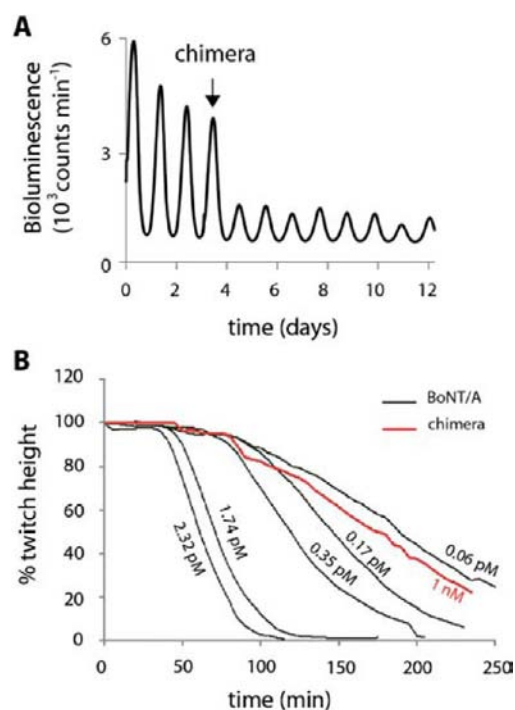 A
chimera
6
3
0
Bioluminescence
(10³ counts min⁻¹)
0 2 4 6 8 10 12
time (days)
B
120
100
80
60
40
20
0
% twitch height
BoNT/A
chimera
2.32 pM
1.74 pM
0.35 pM
0.17 pM
0.06 pM
1 nM
0 50 100 150 200 250
time (min)